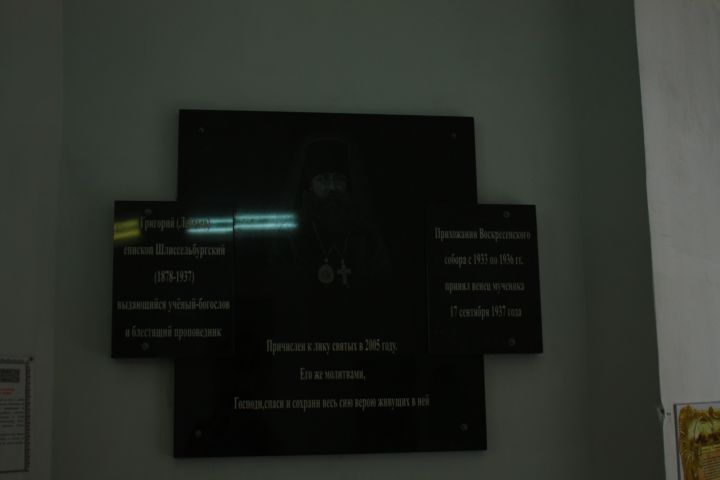 Григорий (Лебедев)
епископ Шлиссельбургский
(1878-1937)
выдающийся учёный-богослов
и блестящий проповедник
Прихожанин Воскресенского
собора с 1933 по 1936 гг.
принял венец мученика
17 сентября 1937 года
Причислен к лику святых в 2005 году.
Его же молитвами,
Господи,спаси и сохрани весь сию верою живущих в ней